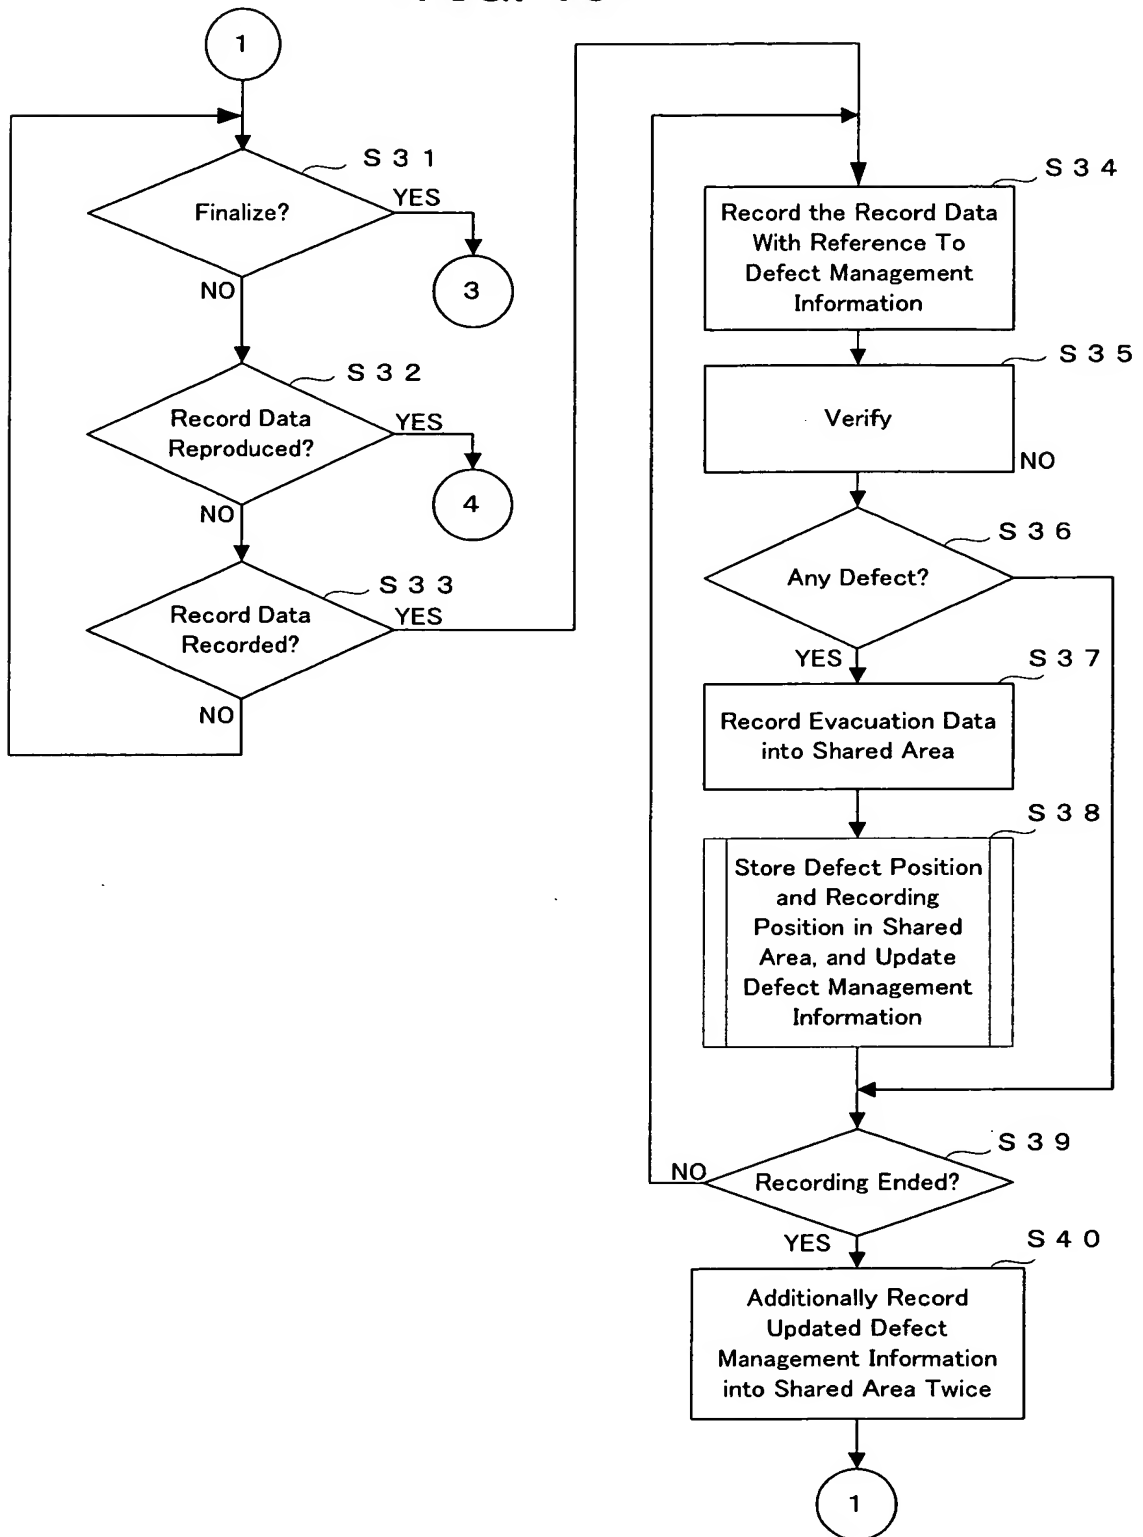 1
S31
Finalize?
YES
3
NO
S32
Record Data
Reproduced?
YES
4
NO
S33
Record Data
Recorded?
YES
NO
S34
Record the Record Data
With Reference To
Defect Management
Information
S35
Verify
NO
S36
Any Defect?
YES
S37
Record Evacuation Data
into Shared Area
S38
Store Defect Position
and Recording
Position in Shared
Area, and Update
Defect Management
Information
S39
NO
Recording Ended?
YES
S40
Additionally Record
Updated Defect
Management Information
into Shared Area Twice
1